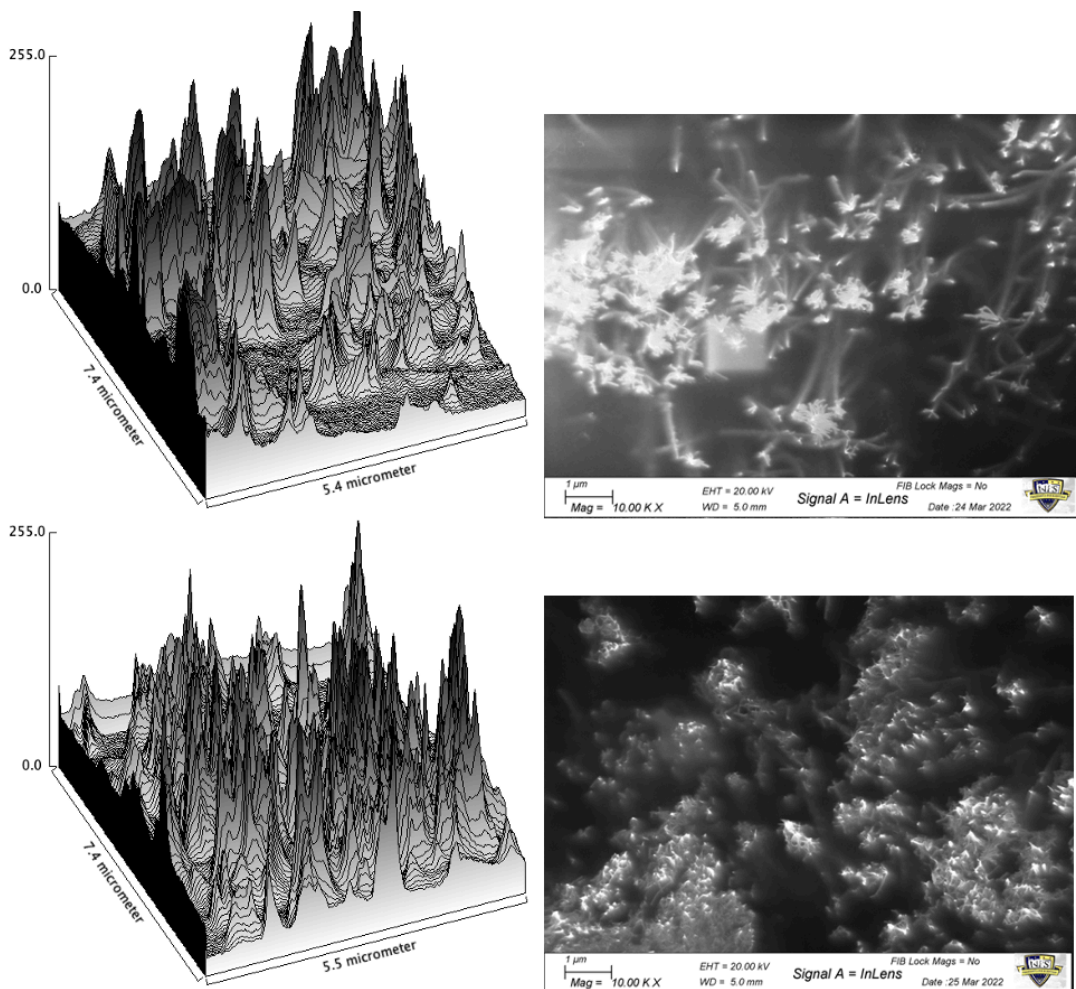 255.0
0.0
7.4 micrometer
5.4 micrometer
1 µm
Mag = 10.00 K X
EHT = 20.00 kV
WD = 5.0 mm
Signal A = InLens
FIB Lock Mags = No
Date :24 Mar 2022
255.0
0.0
7.4 micrometer
5.5 micrometer
1 µm
Mag = 10.00 K X
EHT = 20.00 kV
WD = 5.0 mm
Signal A = InLens
FIB Lock Mags = No
Date :25 Mar 2022